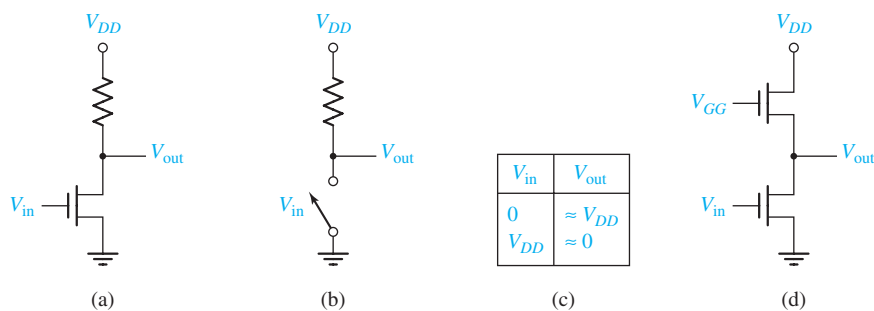 V_DD
V_out
V_in
(a)
V_DD
V_out
V_in
(b)
V_in V_out
0 ≈ V_DD
V_DD ≈ 0
(c)
V_DD
V_GG
V_out
V_in
(d)